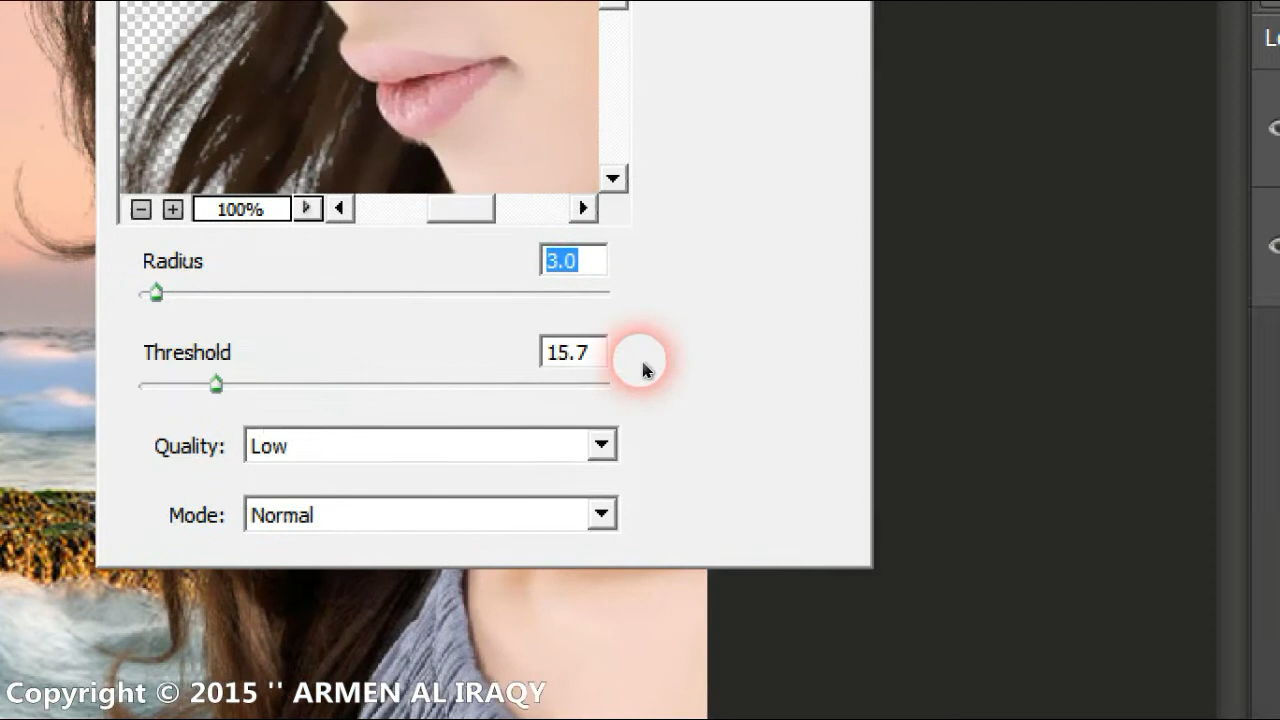 100%
Radius 3.0
Threshold 15.7
Quality: Low
Mode: Normal
Copyright © 2015 '' ARMEN AL IRAQY